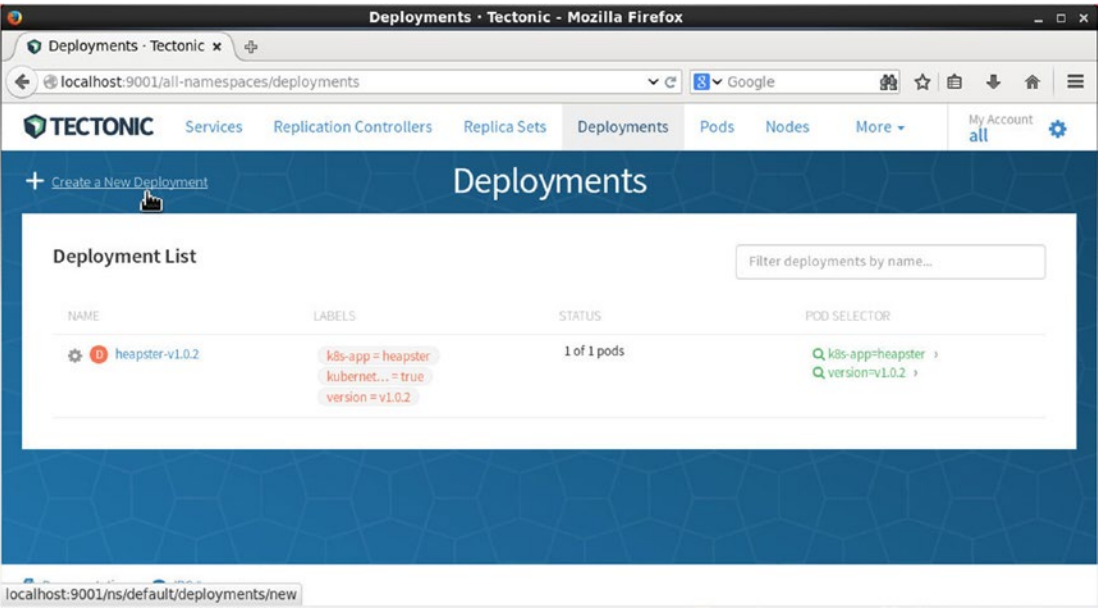 Deployments · Tectonic - Mozilla Firefox
Deployments · Tectonic
localhost:9001/all-namespaces/deployments
Google
TECTONIC Services Replication Controllers Replica Sets Deployments Pods Nodes More My Account all
Create a New Deployment
Deployments
Deployment List
Filter deployments by name...
NAME LABELS STATUS POD SELECTOR
D heapster-v1.0.2 k8s-app = heapster 1 of 1 pods k8s-app=heapster
kubernet... = true version=v1.0.2
version = v1.0.2
localhost:9001/ns/default/deployments/new